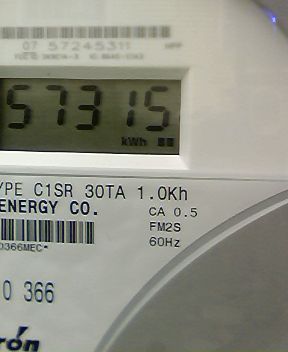 07 57245311
57315
kWh
YPE C1SR 30TA 1.0Kh
ENERGY CO.
CA 0.5
FM2S
60Hz
0366MEC*
0 366
rón